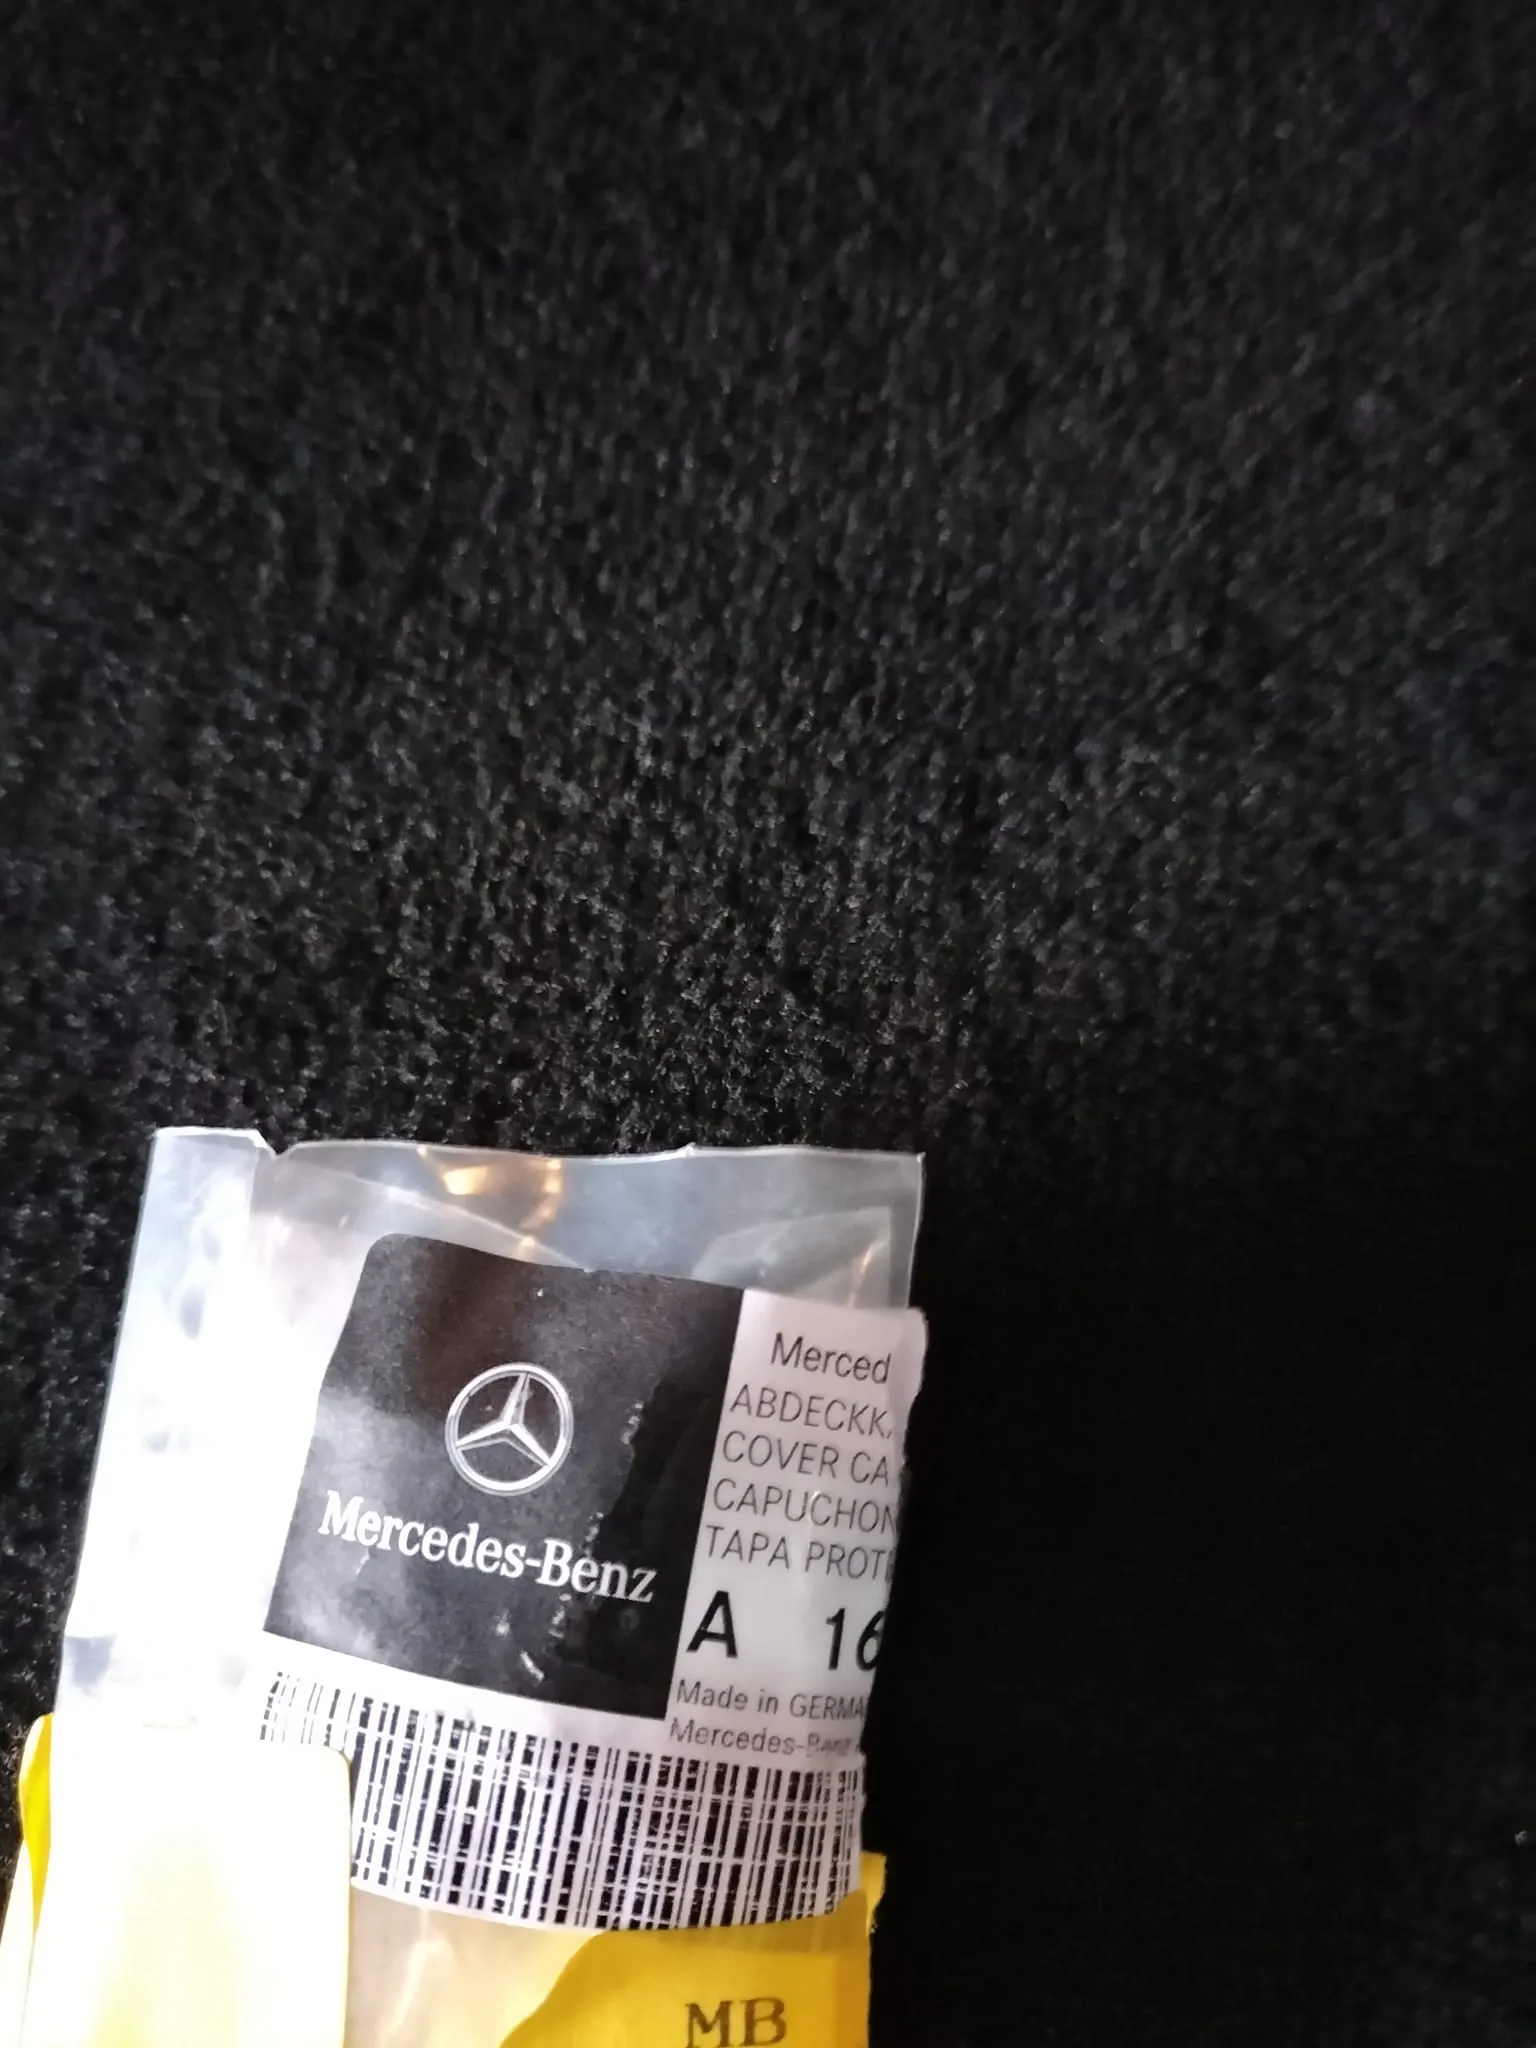 Mercedes-Benz
Merced
ABDECKK
COVER CA
CAPUCHON
TAPA PROTE
A 16
Made in GERMA
Mercedes-Benz
MB